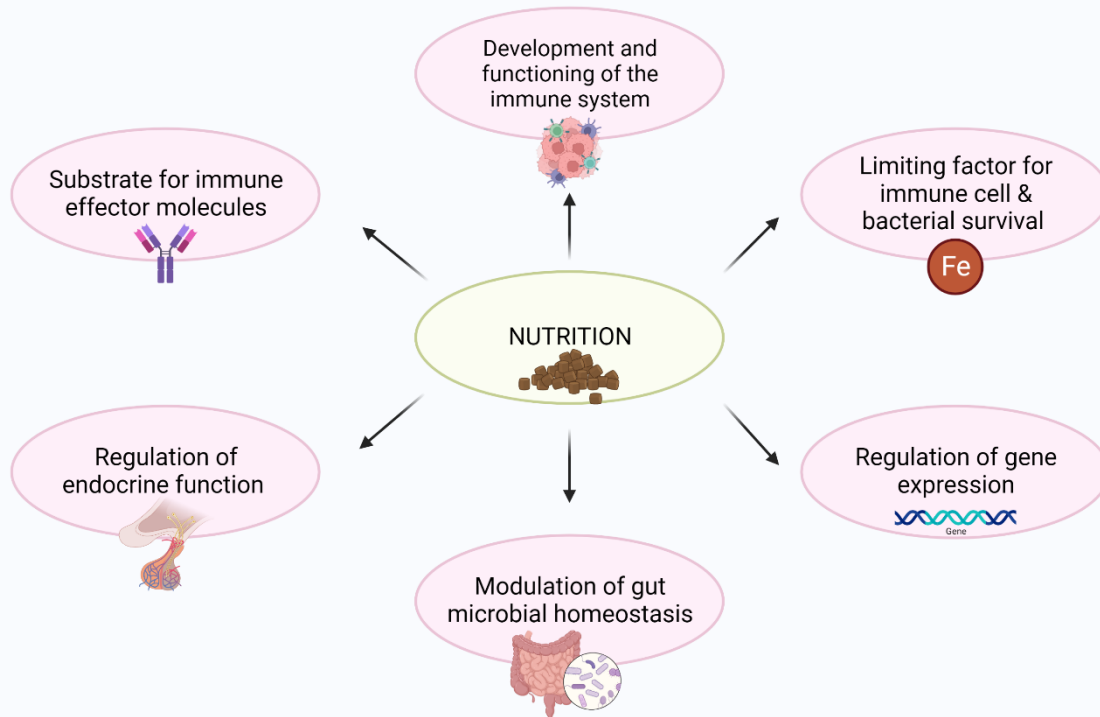 Development and
functioning of the
immune system
Substrate for immune
effector molecules
Limiting factor for
immune cell &
bacterial survival
Fe
NUTRITION
Regulation of
endocrine function
Regulation of gene
expression
Gene
Modulation of gut
microbial homeostasis